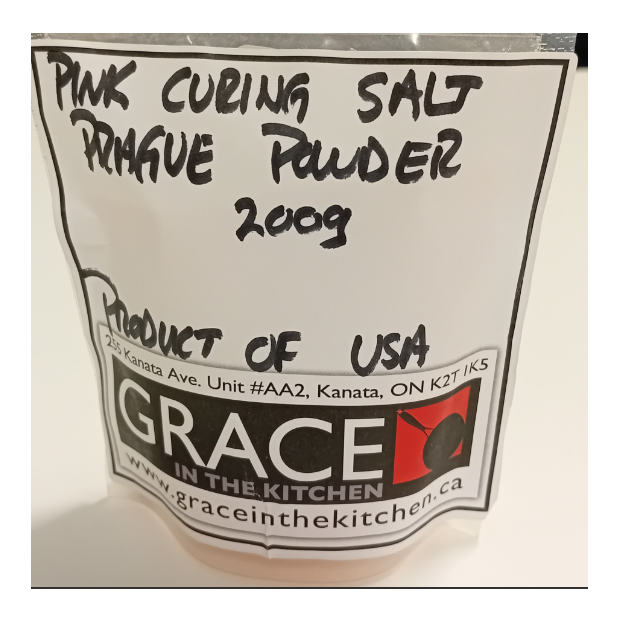 PINK CURING SALT
PRAGUE POWDER
200g
PRODUCT OF USA
255 Kanata Ave. Unit #AA2, Kanata, ON K2T 1K5
GRACE
IN THE KITCHEN
www.graceinthekitchen.ca